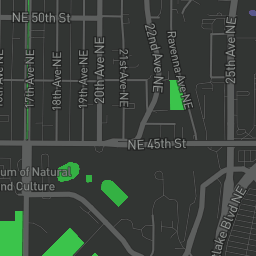 NE 50th St
17th Ave NE
18th Ave NE
19th Ave NE
20th Ave NE
21st Ave NE
22nd Ave NE
Ravenna Ave NE
25th Ave NE
NE 45th St
um of Natural
nd Culture
lake Blvd NE